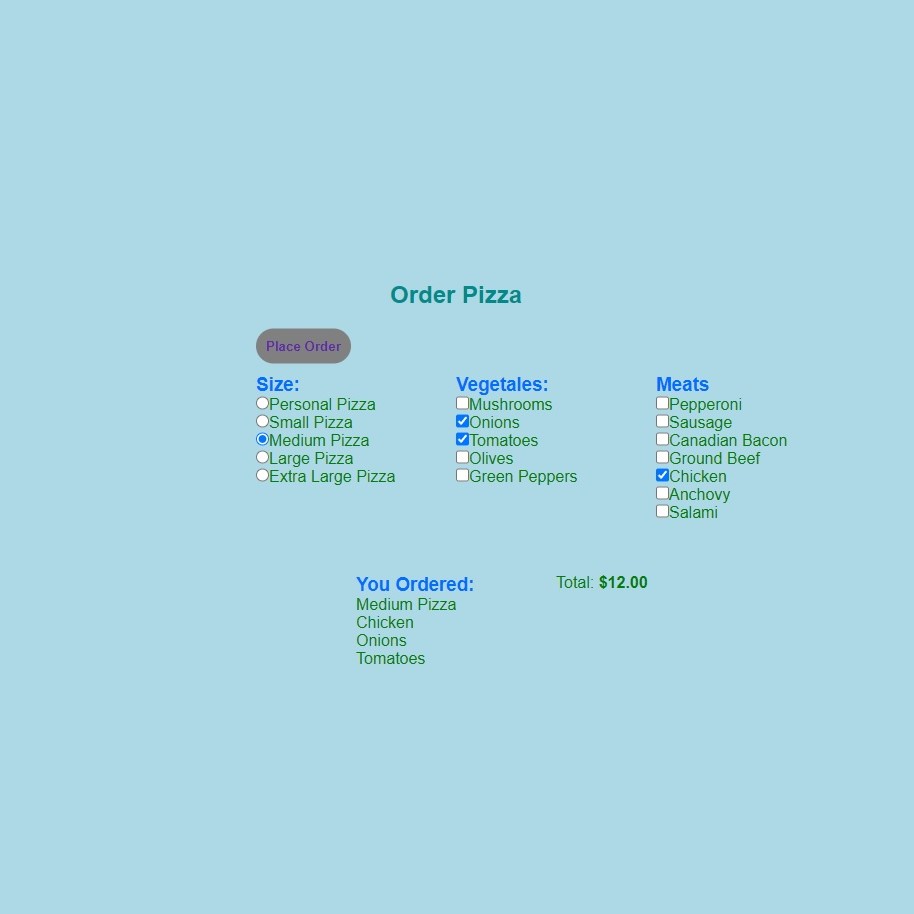 Order Pizza
Place Order
Size:
Personal Pizza
Small Pizza
Medium Pizza
Large Pizza
Extra Large Pizza
Vegetales:
Mushrooms
Onions
Tomatoes
Olives
Green Peppers
Meats
Pepperoni
Sausage
Canadian Bacon
Ground Beef
Chicken
Anchovy
Salami
You Ordered:
Medium Pizza
Chicken
Onions
Tomatoes
Total: $12.00